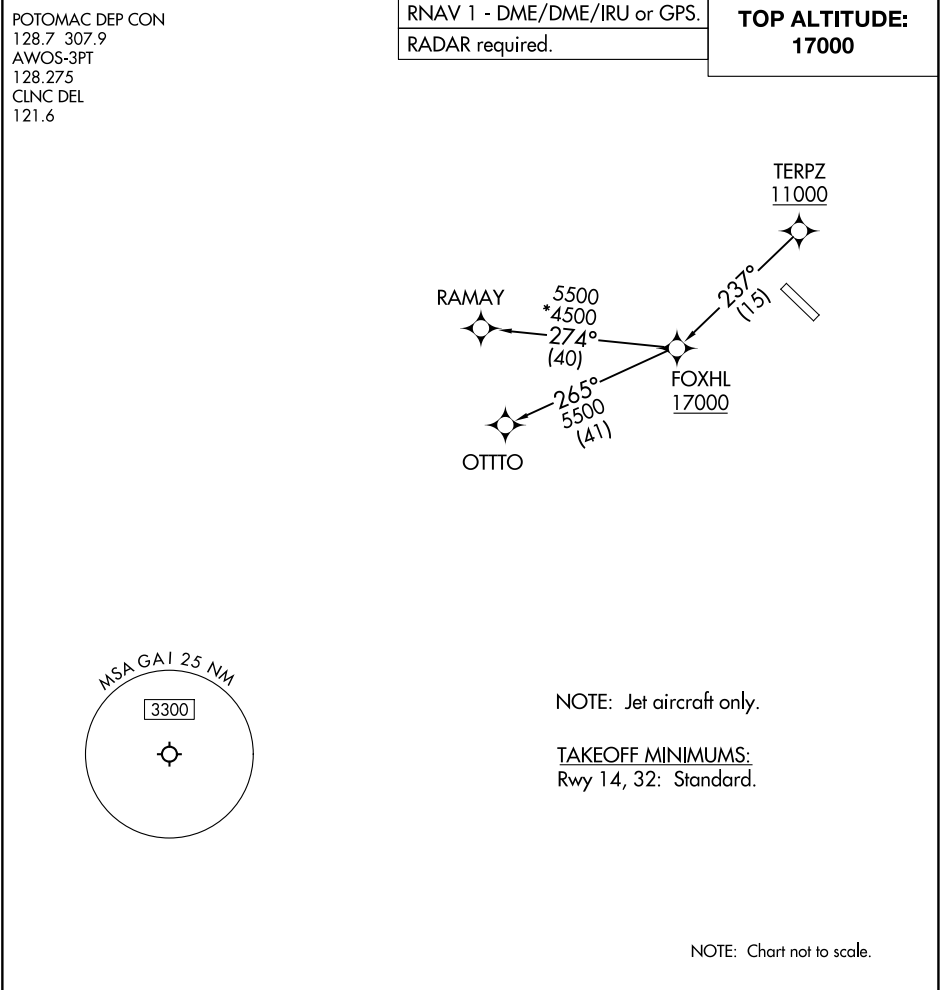 POTOMAC DEP CON
128.7 307.9
AWOS-3PT
128.275
CLNC DEL
121.6
RNAV 1 - DME/DME/IRU or GPS.
RADAR required.
TOP ALTITUDE:
17000
TERPZ
11000
237°
(15)
RAMAY
5500
*4500
274°
(40)
FOXHL
17000
265°
5500
(41)
OTTTO
MSA GAI 25 NM
3300
NOTE: Jet aircraft only.
TAKEOFF MINIMUMS:
Rwy 14, 32: Standard.
NOTE: Chart not to scale.